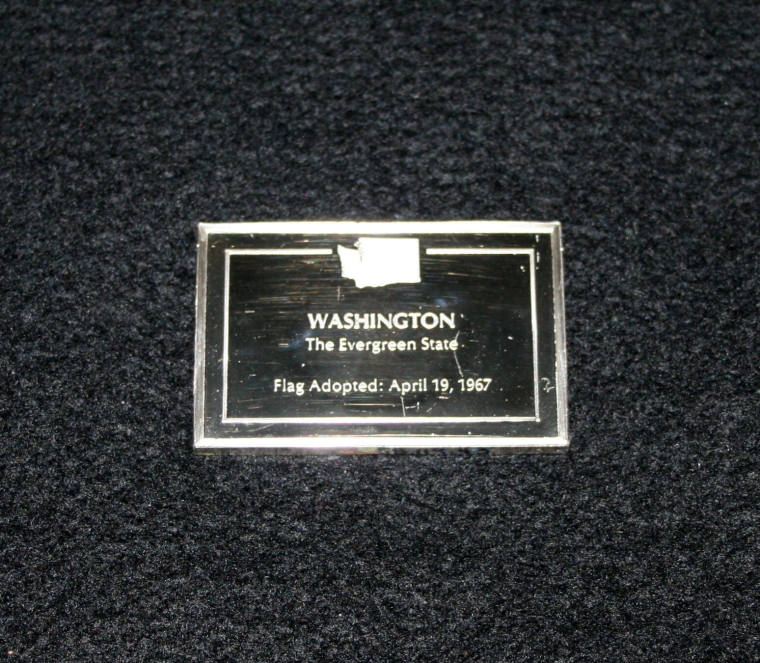 WASHINGTON
The Evergreen State
Flag Adopted: April 19, 1967